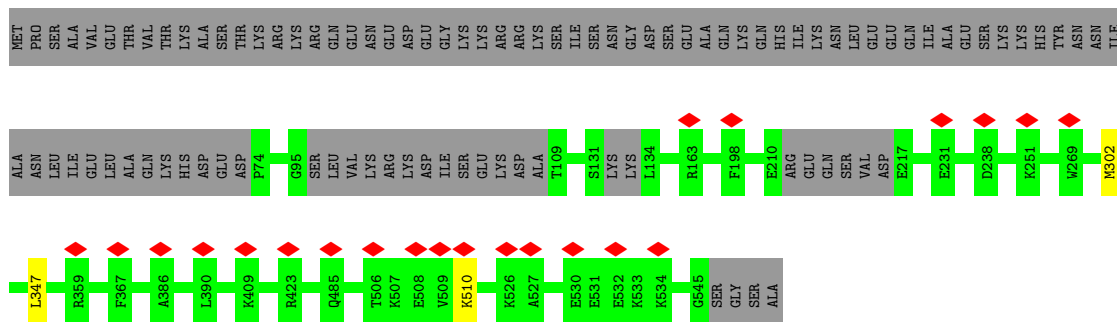 MET PRO SER ALA VAL GLU THR VAL THR LYS ALA SER THR LYS ARG LYS ARG GLN GLU ASN GLU ASP GLU GLY LYS LYS ARG ARG LYS SER ILE SER ASN GLY ASP SER GLU ALA GLN LYS GLN HIS ILE LYS ASN LEU GLU GLU GLN ILE ALA GLU SER LYS LYS HIS TYR ASN ASN ILE
ALA ASN LEU ILE GLU LEU ALA GLN LYS HIS ASP GLU ASP P74 G95 SER LEU VAL LYS ARG LYS ASP ILE SER GLU LYS ASP ALA T109 S131 LYS LYS L134 R163 F198 E210 ARG GLU GLN SER VAL ASP E217 E231 D238 K251 W269 M302
L347 R359 F367 A386 L390 K409 R423 Q485 T506 K507 E508 V509 K510 K526 A527 E530 E531 E532 K533 K534 G545 SER GLY SER ALA